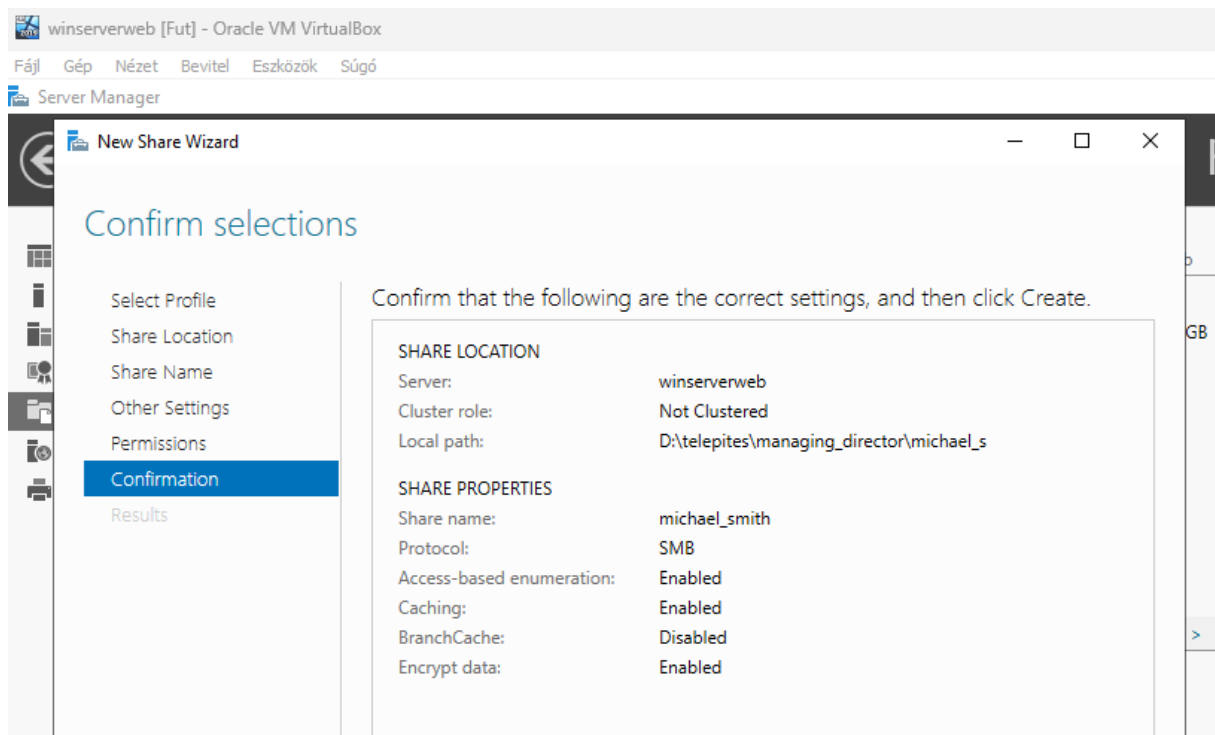 winserverweb [Fut] - Oracle VM VirtualBox
Fájl Gép Nézet Bevitel Eszközök Súgó
Server Manager
New Share Wizard
Confirm selections
Select Profile
Share Location
Share Name
Other Settings
Permissions
Confirmation
Results
Confirm that the following are the correct settings, and then click Create.
SHARE LOCATION
Server: winserverweb
Cluster role: Not Clustered
Local path: D:\telepites\managing_director\michael_s
SHARE PROPERTIES
Share name: michael_smith
Protocol: SMB
Access-based enumeration: Enabled
Caching: Enabled
BranchCache: Disabled
Encrypt data: Enabled
GB